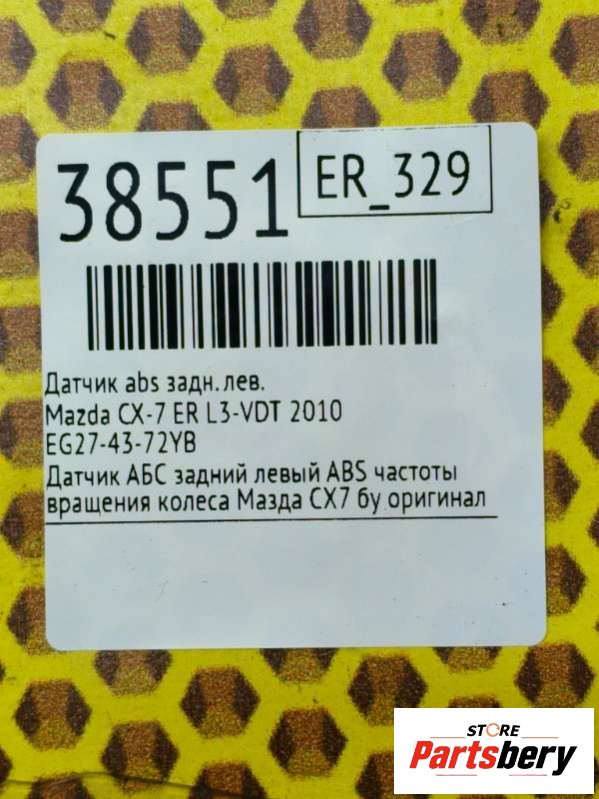 38551
ER_329
Датчик abs задн. лев.
Mazda CX-7 ER L3-VDT 2010
EG27-43-72YB
Датчик АБС задний левый ABS частоты
вращения колеса Мазда СХ7 бу оригинал
STORE
Partsbery